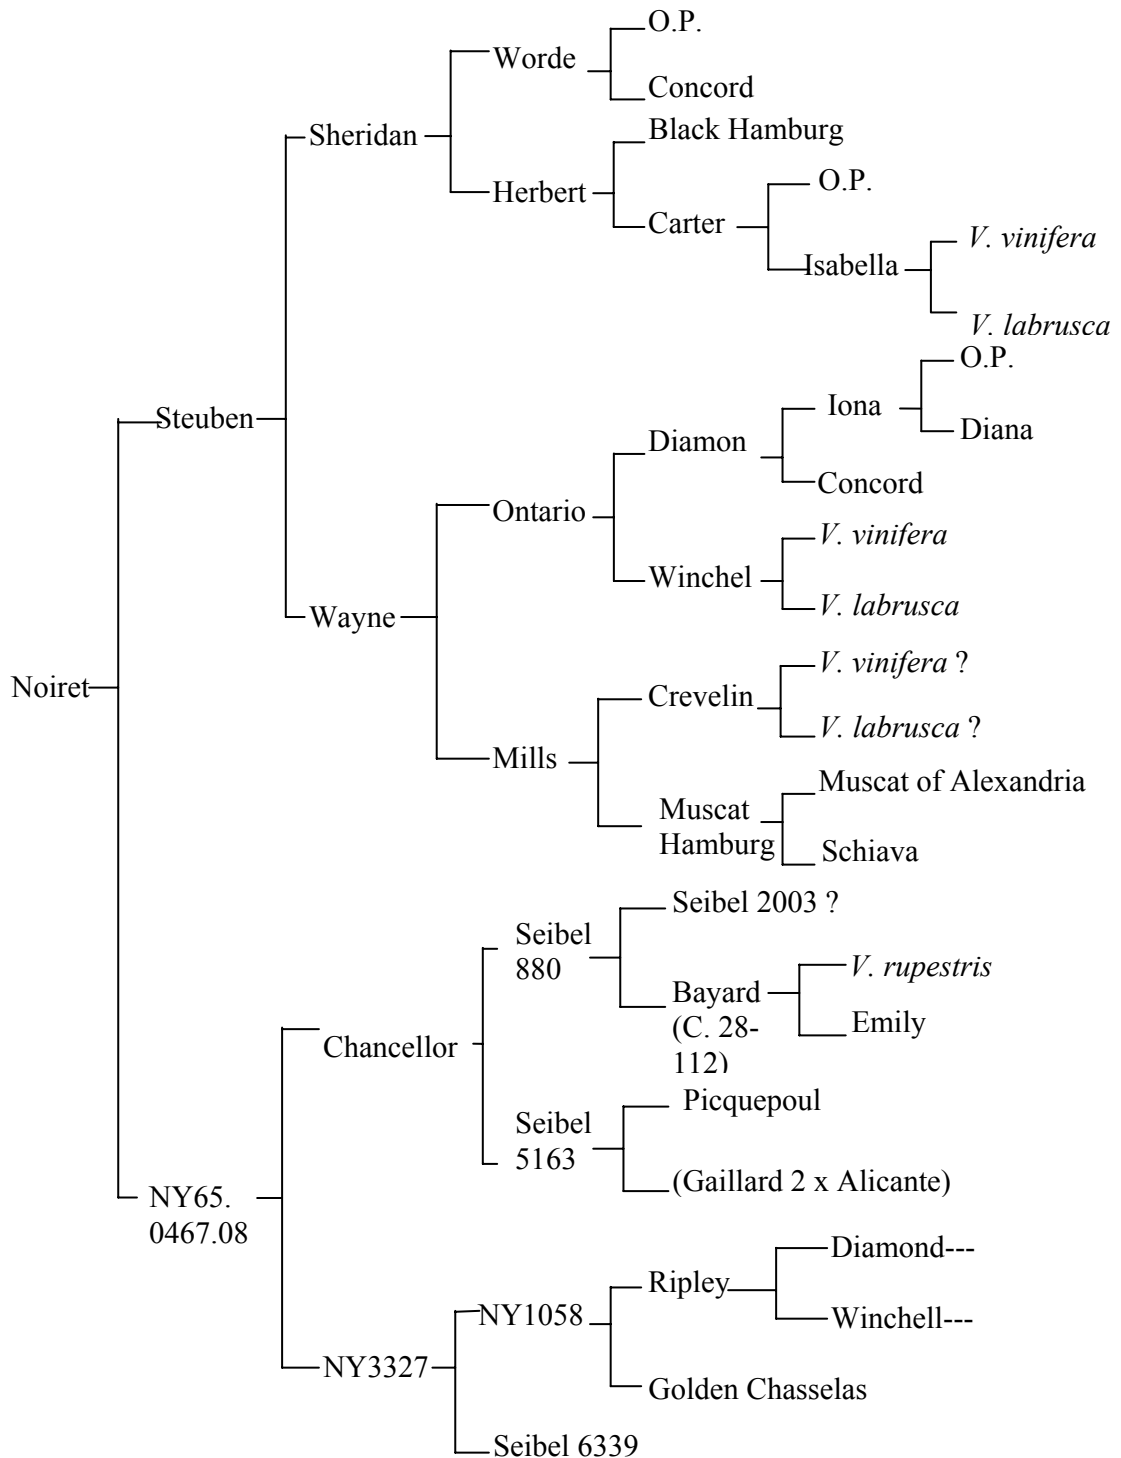 O.P.
Worde
Concord
Black Hamburg
Sheridan
O.P.
Herbert
Carter
V. vinifera
Isabella
V. labrusca
O.P.
Iona
Steuben
Diana
Diamon
Concord
Ontario
V. vinifera
Winchel
V. labrusca
Wayne
V. vinifera ?
Noiret
Crevelin
V. labrusca ?
Mills
Muscat of Alexandria
Muscat
Hamburg
Schiava
Seibel 2003 ?
Seibel
880
V. rupestris
Bayard
(C. 28-
112)
Emily
Chancellor
Picquepoul
Seibel
5163
(Gaillard 2 x Alicante)
NY65.
0467.08
Diamond---
Ripley
NY1058
Winchell---
NY3327
Golden Chasselas
Seibel 6339